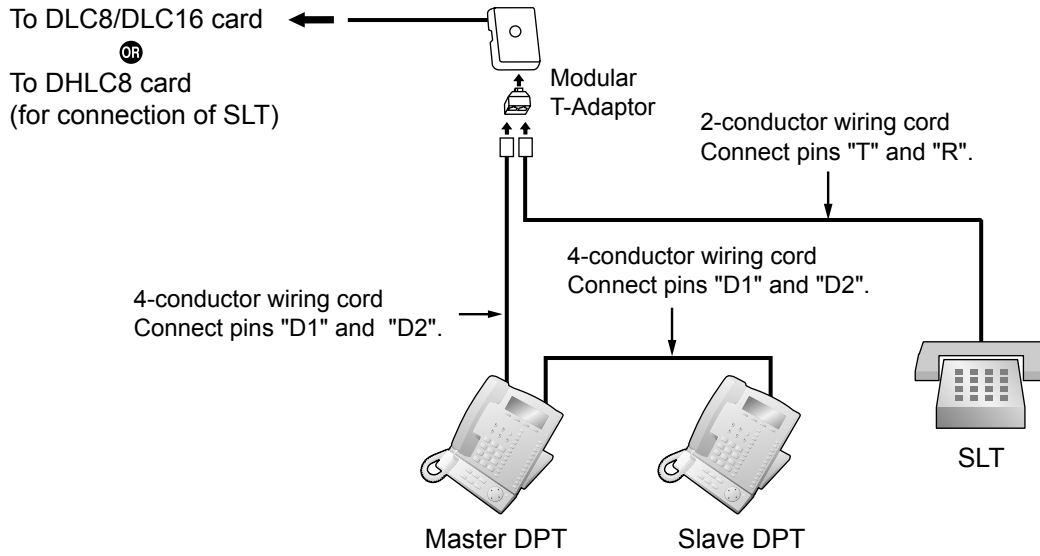 To DLC8/DLC16 card
OR
To DHLC8 card
(for connection of SLT)
Modular
T-Adaptor
2-conductor wiring cord
Connect pins "T" and "R".
4-conductor wiring cord
Connect pins "D1" and "D2".
4-conductor wiring cord
Connect pins "D1" and  "D2".
SLT
Master DPT
Slave DPT